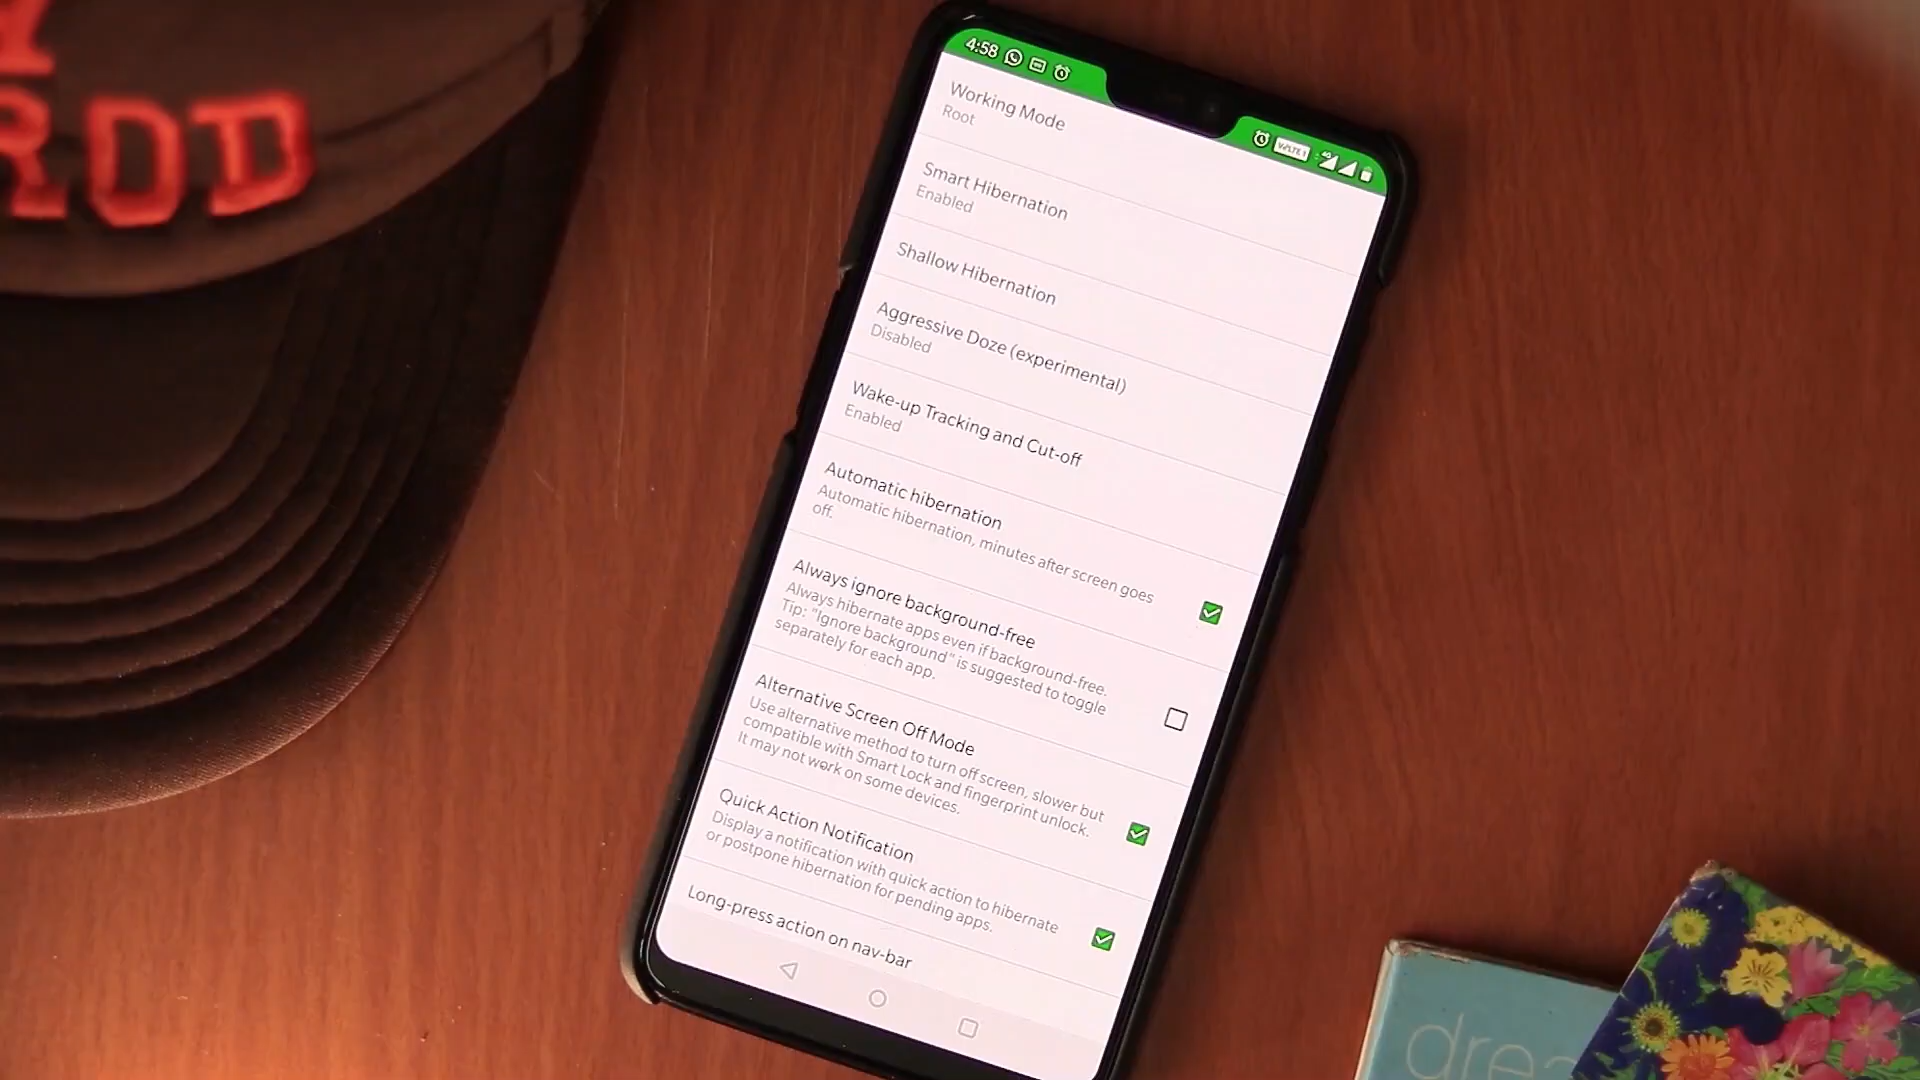 ROD
4:58
VoLTE 1
4G
Working Mode
Root
Smart Hibernation
Enabled
Shallow Hibernation
Aggressive Doze (experimental)
Disabled
Wake-up Tracking and Cut-off
Enabled
Automatic hibernation
Automatic hibernation, minutes after screen goes
off.
Always ignore background-free
Always hibernate apps even if background-free.
Tip: "Ignore background" is suggested to toggle
separately for each app.
Alternative Screen Off Mode
Use alternative method to turn off screen, slower but
compatible with Smart Lock and fingerprint unlock.
It may not work on some devices.
Quick Action Notification
Display a notification with quick action to hibernate
or postpone hibernation for pending apps.
Long-press action on nav-bar
drea